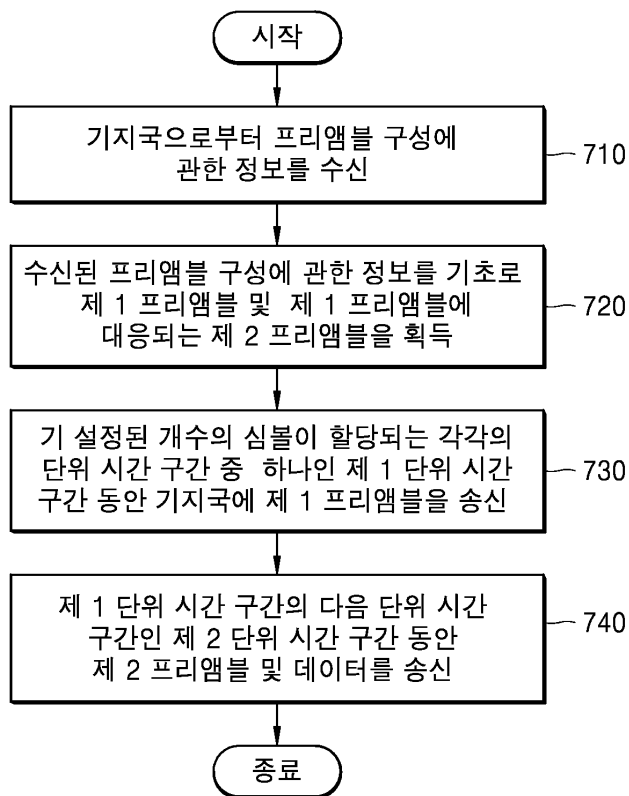 시작
기지국으로부터 프리앰블 구성에
관한 정보를 수신
710
수신된 프리앰블 구성에 관한 정보를 기초로
제 1 프리앰블 및 제 1 프리앰블에
대응되는 제 2 프리앰블을 획득
720
기 설정된 개수의 심볼이 할당되는 각각의
단위 시간 구간 중 하나인 제 1 단위 시간
구간 동안 기지국에 제 1 프리앰블을 송신
730
제 1 단위 시간 구간의 다음 단위 시간
구간인 제 2 단위 시간 구간 동안
제 2 프리앰블 및 데이터를 송신
740
종료